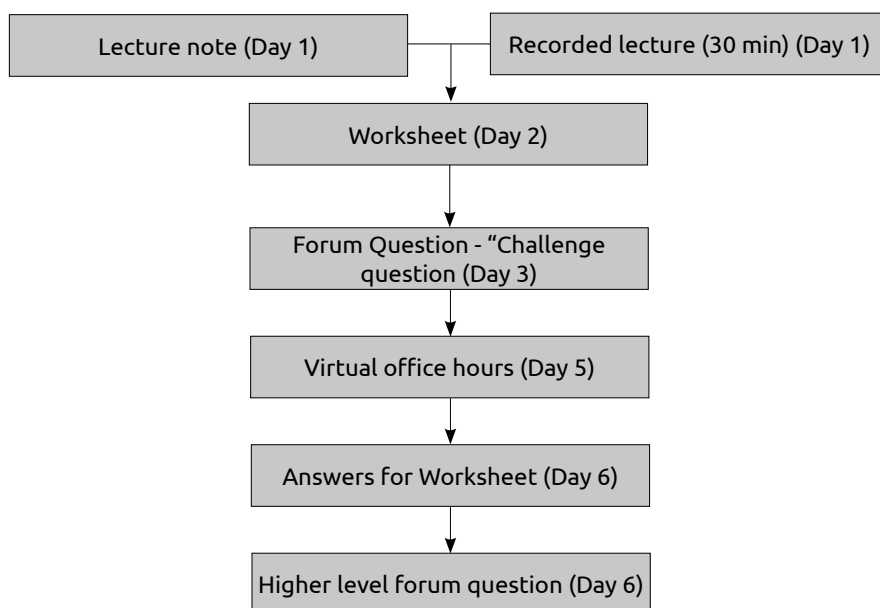 Lecture note (Day 1)
Recorded lecture (30 min) (Day 1)
Worksheet (Day 2)
Forum Question - “Challenge
question (Day 3)
Virtual office hours (Day 5)
Answers for Worksheet (Day 6)
Higher level forum question (Day 6)